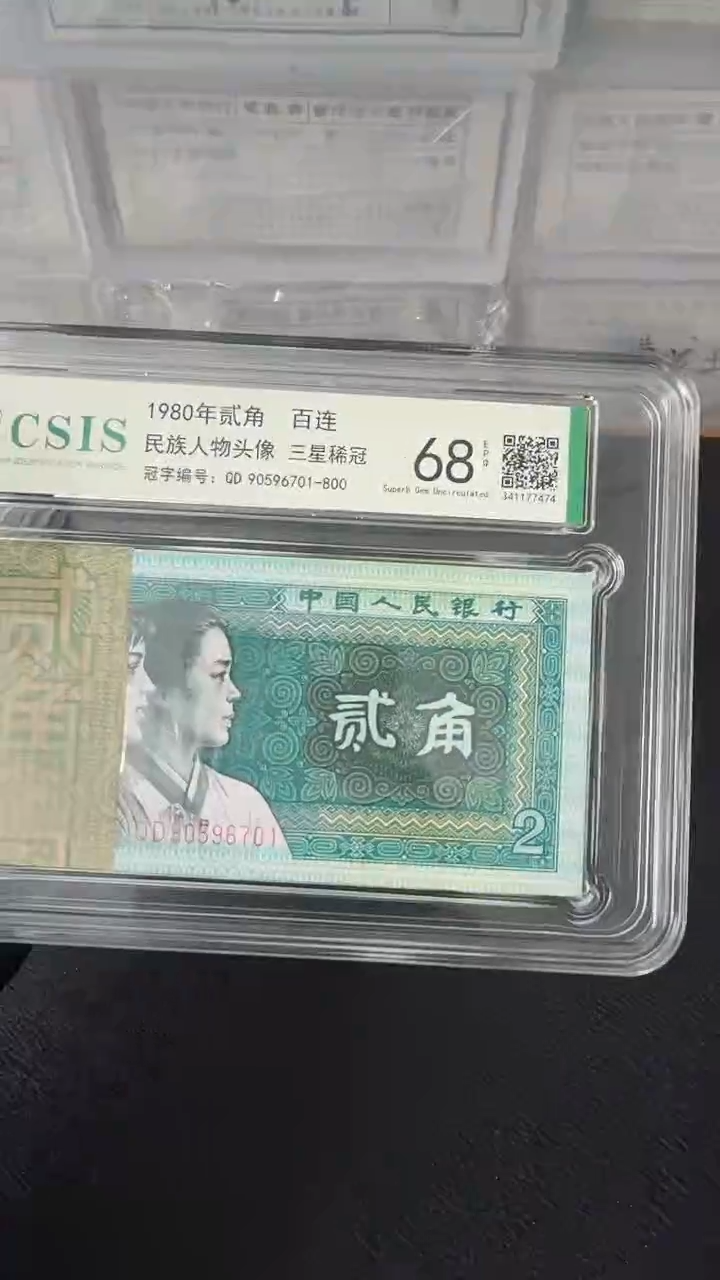 CSIS
1980年贰角 百连
民族人物头像 三星稀冠
冠字编号: QD 90596701-800
68
EPQ
Superb Gem Uncirculated
341177474
中国人民银行
贰角
QD90596701
2